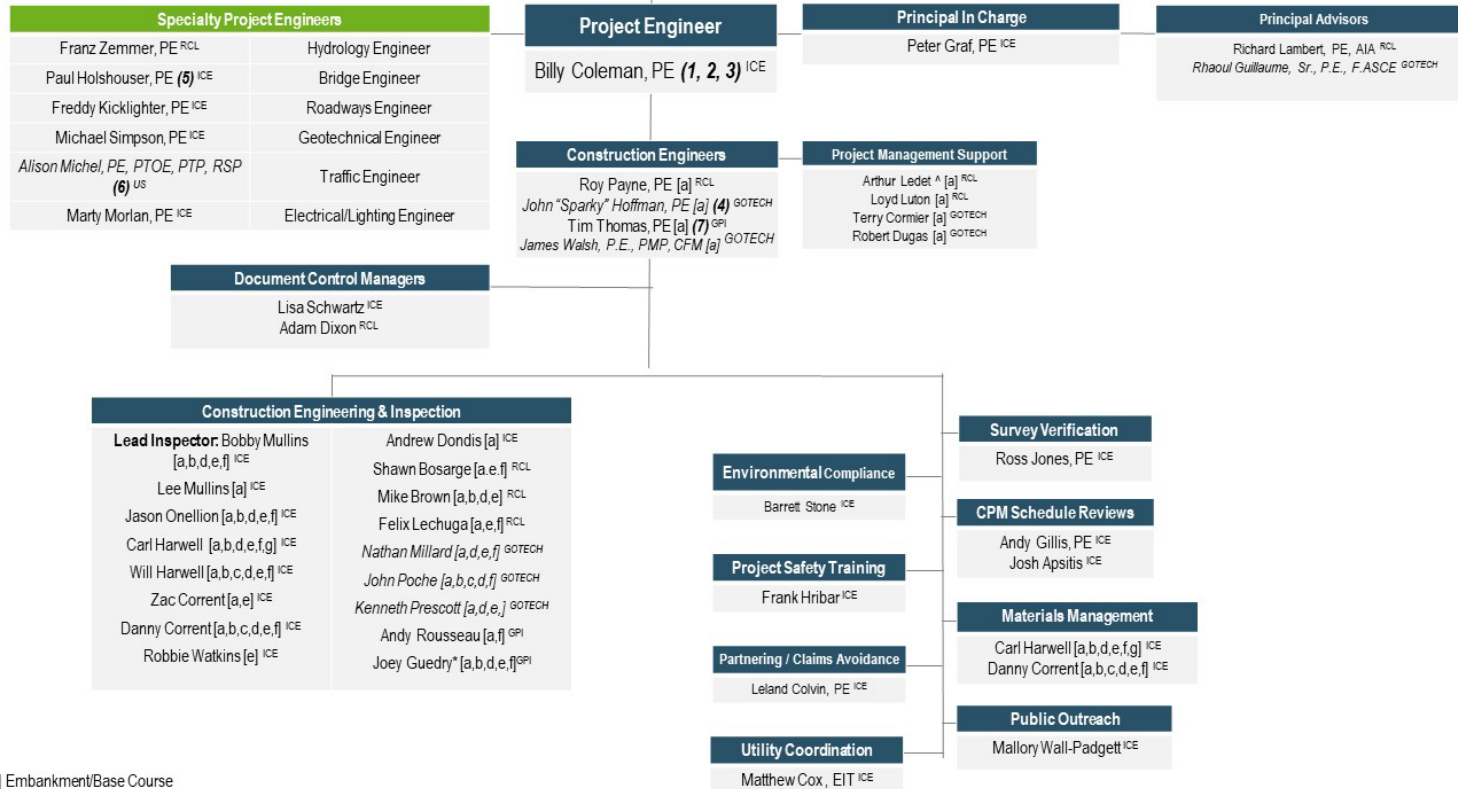 Specialty Project Engineers
Franz Zemmer, PE RCL Hydrology Engineer
Paul Holshouser, PE (5) ICE Bridge Engineer
Freddy Kicklighter, PE ICE Roadways Engineer
Michael Simpson, PE ICE Geotechnical Engineer
Alison Michel, PE, PTOE, PTP, RSP
(6) US Traffic Engineer
Marty Morlan, PE ICE Electrical/Lighting Engineer
Project Engineer
Billy Coleman, PE (1, 2, 3) ICE
Principal In Charge
Peter Graf, PE ICE
Principal Advisors
Richard Lambert, PE, AIA RCL
Rhaoul Guillaume, Sr., P.E., F.ASCE GOTECH
Construction Engineers
Roy Payne, PE [a] RCL
John "Sparky" Hoffman, PE [a] (4) GOTECH
Tim Thomas, PE [a] (7) GPI
James Walsh, P.E., PMP, CFM [a] GOTECH
Project Management Support
Arthur Ledet ^ [a] RCL
Loyd Luton [a] RCL
Terry Cormier [a] GOTECH
Robert Dugas [a] GOTECH
Document Control Managers
Lisa Schwartz ICE
Adam Dixon RCL
Construction Engineering & Inspection
Lead Inspector: Bobby Mullins
[a,b,d,e,f] ICE
Lee Mullins [a] ICE
Jason Onellion [a,b,d,e,f] ICE
Carl Harwell [a,b,d,e,f,g] ICE
Will Harwell [a,b,c,d,e,f] ICE
Zac Corrent [a,e] ICE
Danny Corrent [a,b,c,d,e,f] ICE
Robbie Watkins [e] ICE
Andrew Dondis [a] ICE
Shawn Bosarge [a.e.f] RCL
Mike Brown [a,b,d,e] RCL
Felix Lechuga [a,e,f] RCL
Nathan Millard [a,d,e,f] GOTECH
John Poche [a,b,c,d,f] GOTECH
Kenneth Prescott [a,d,e,] GOTECH
Andy Rousseau [a,f] GPI
Joey Guedry* [a,b,d,e,f] GPI
Environmental Compliance
Barrett Stone ICE
Project Safety Training
Frank Hribar ICE
Partnering / Claims Avoidance
Leland Colvin, PE ICE
Utility Coordination
Matthew Cox , EIT ICE
Survey Verification
Ross Jones, PE ICE
CPM Schedule Reviews
Andy Gillis, PE ICE
Josh Apsitis ICE
Materials Management
Carl Harwell [a,b,d,e,f,g] ICE
Danny Corrent [a,b,c,d,e,f] ICE
Public Outreach
Mallory Wall-Padgett ICE
] Embankment/Base Course